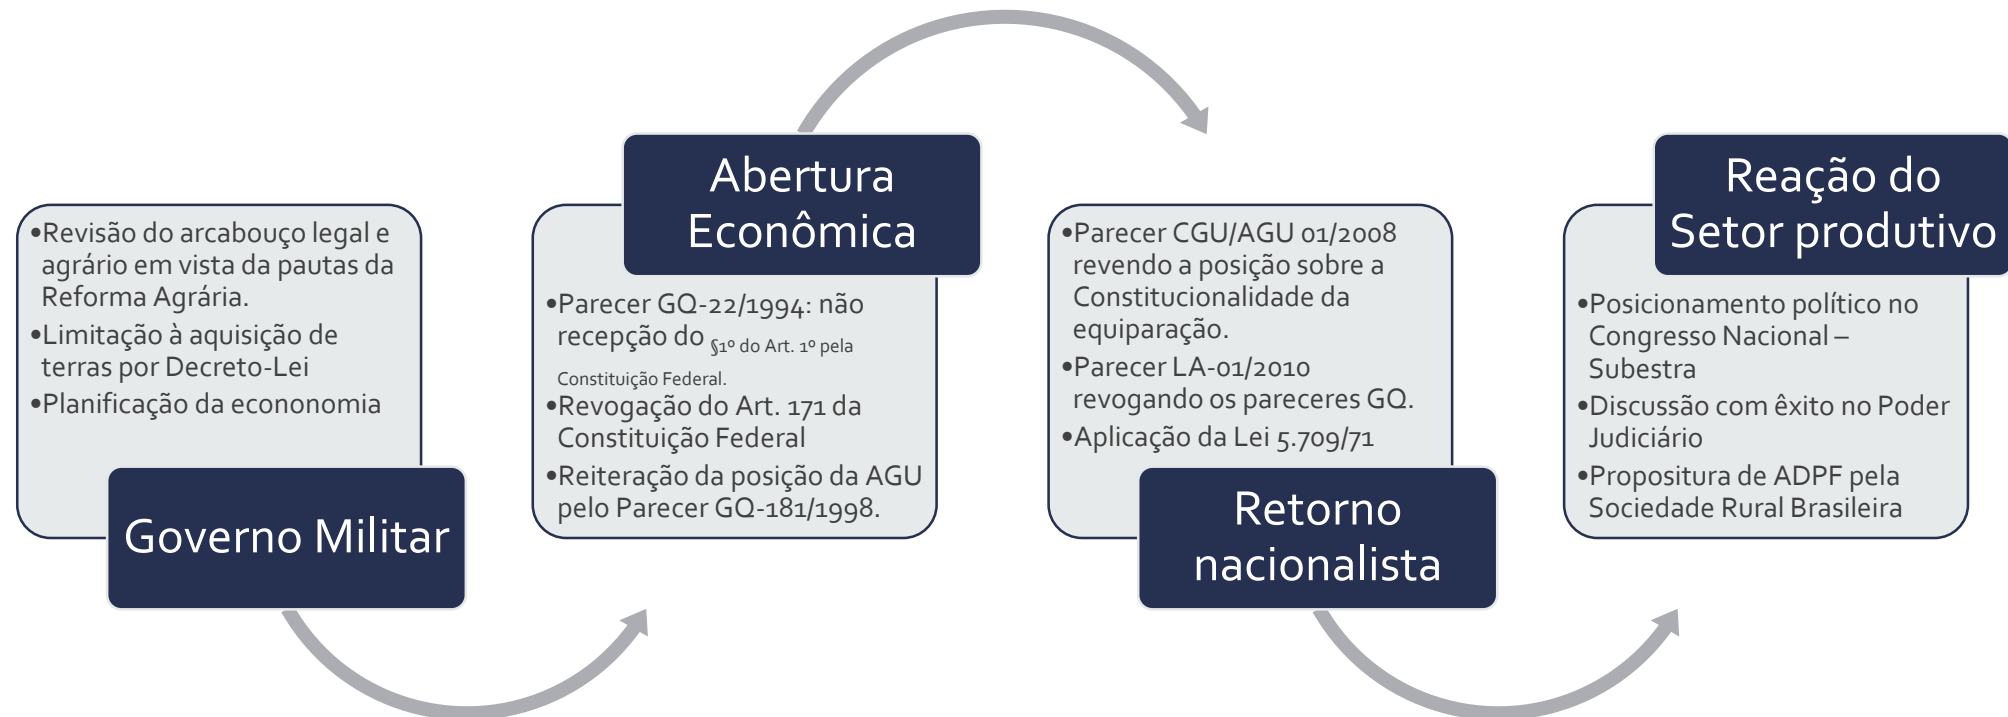 •Revisão do arcabouço legal e
agrário em vista da pautas da
Reforma Agrária.
•Limitação à aquisição de
terras por Decreto-Lei
•Planificação da econonomia
Governo Militar
Abertura
Econômica
•Parecer GQ-22/1994: não
recepção do §1º do Art. 1º pela
Constituição Federal.
•Revogação do Art. 171 da
Constituição Federal
•Reiteração da posição da AGU
pelo Parecer GQ-181/1998.
•Parecer CGU/AGU 01/2008
revendo a posição sobre a
Constitucionalidade da
equiparação.
•Parecer LA-01/2010
revogando os pareceres GQ.
•Aplicação da Lei 5.709/71
Retorno
nacionalista
Reação do
Setor produtivo
•Posicionamento político no
Congresso Nacional –
Subestra
•Discussão com êxito no Poder
Judiciário
•Propositura de ADPF pela
Sociedade Rural Brasileira